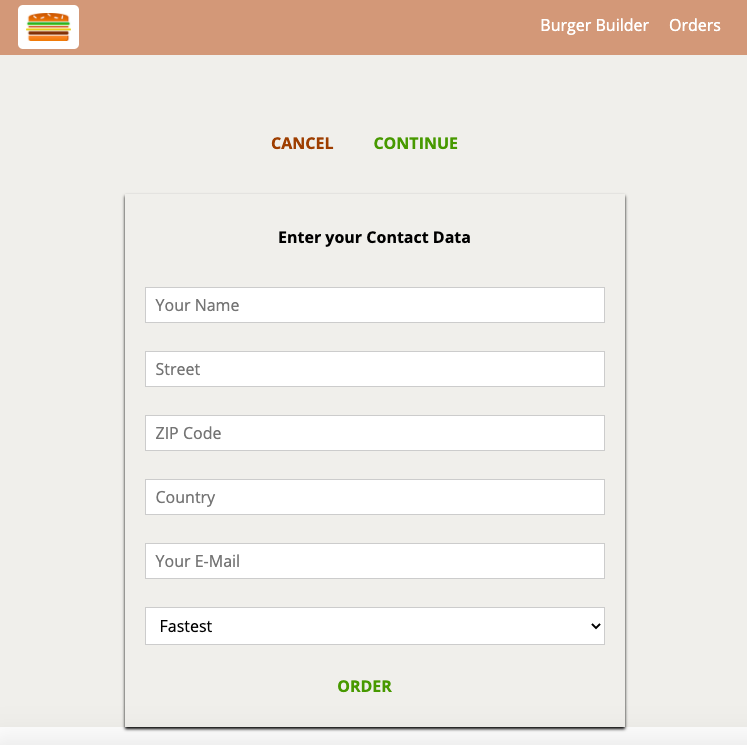 Burger Builder Orders
CANCEL CONTINUE
Enter your Contact Data
Your Name
Street
ZIP Code
Country
Your E-Mail
Fastest
ORDER